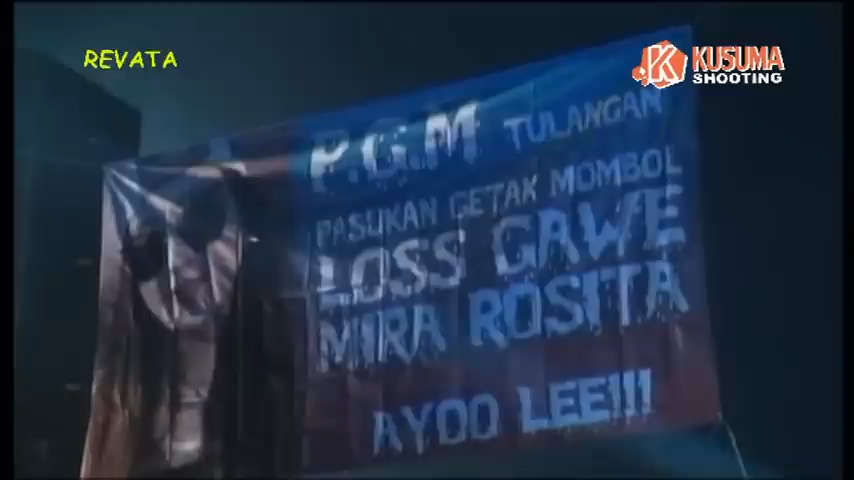 REVATA
KUSUMA
SHOOTING
P.G.M TULANGAN
PASUKAN GETAK MOMBOL
LOSS GAWE
MIRA ROSITA
AYOO LEE!!!